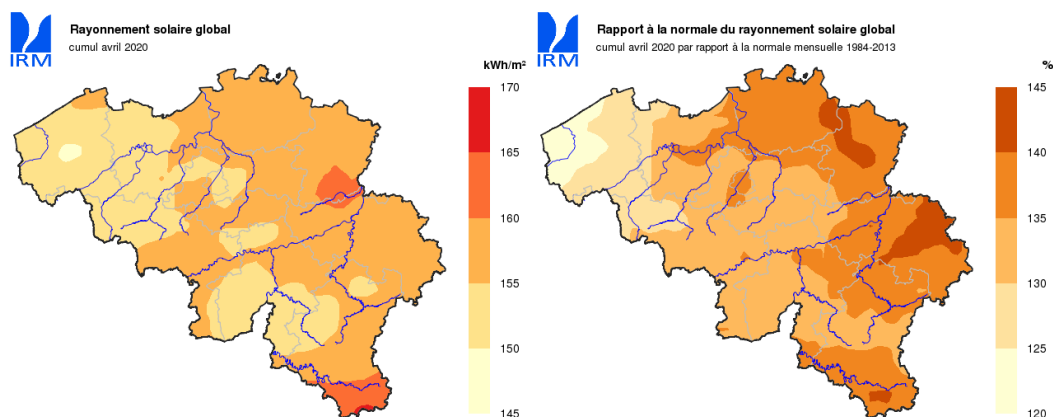 IRM
Rayonnement solaire global
cumul avril 2020
kWh/m²
170
165
160
155
150
145
IRM
Rapport à la normale du rayonnement solaire global
cumul avril 2020 par rapport à la normale mensuelle 1984-2013
%
145
140
135
130
125
120